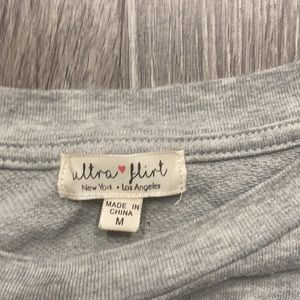 ultra flirt
New York • Los Angeles
MADE IN
CHINA
M